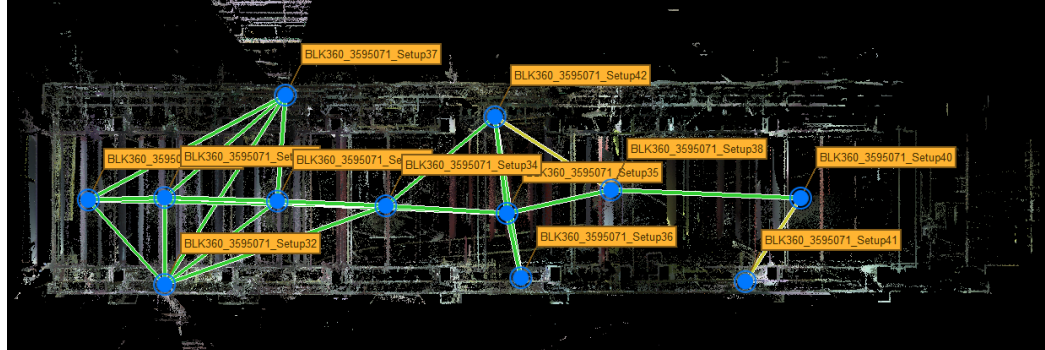 BLK360_3595071_Setup37
BLK360_3595071_Setup42
BLK360_3595071_Setup38
BLK360_3595071_Setup40
BLK360_3595071_Setup34
BLK360_3595071_Setup35
BLK360_3595071_Setup36
BLK360_3595071_Setup32
BLK360_3595071_Setup41